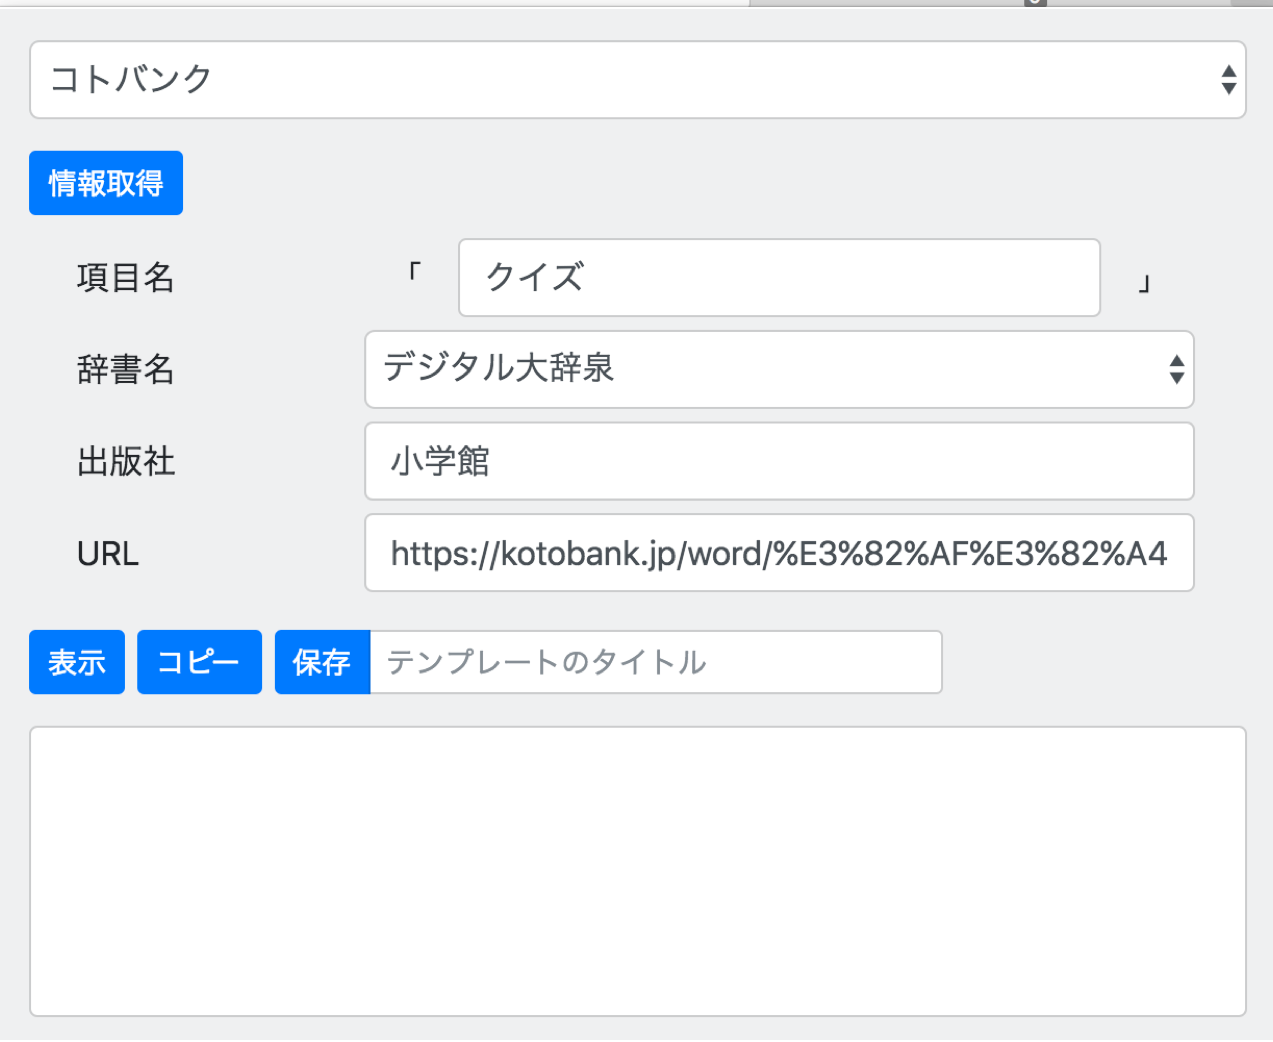 コトバンク
情報取得
項目名 「 クイズ 」
辞書名 デジタル大辞泉
出版社 小学館
URL https://kotobank.jp/word/%E3%82%AF%E3%82%A4
表示 コピー 保存 テンプレートのタイトル